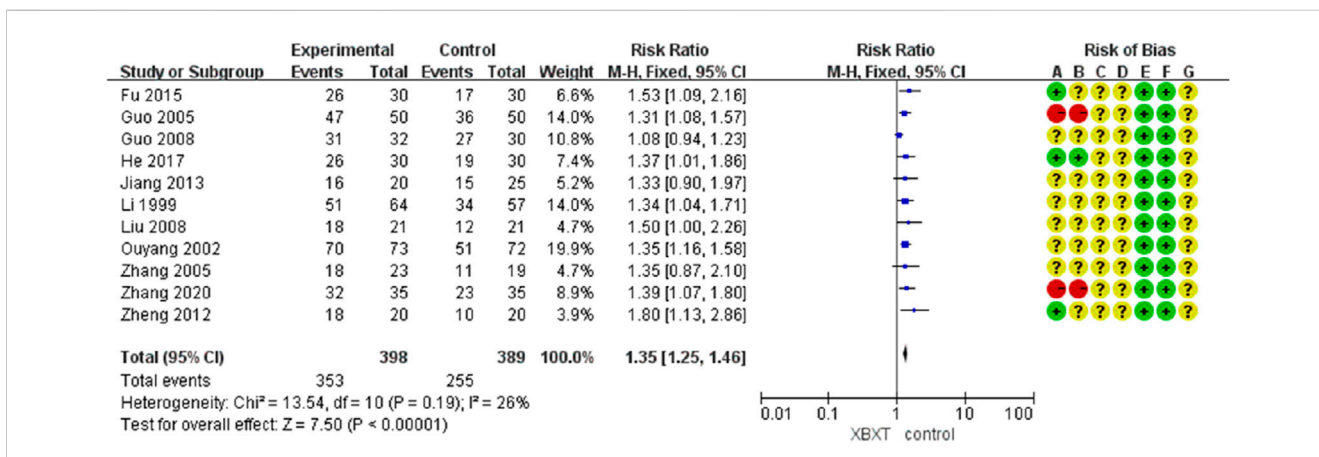 Experimental Control Risk Ratio Risk Ratio Risk of Bias
Study or Subgroup Events Total Events Total Weight M-H, Fixed, 95% CI M-H, Fixed, 95% CI A B C D E F G
Fu 2015 26 30 17 30 6.6% 1.53 [1.09, 2.16] + ? ? ? + + ?
Guo 2005 47 50 36 50 14.0% 1.31 [1.08, 1.57] - - ? ? + + ?
Guo 2008 31 32 27 30 10.8% 1.08 [0.94, 1.23] ? ? ? ? + + ?
He 2017 26 30 19 30 7.4% 1.37 [1.01, 1.86] + + ? ? + + ?
Jiang 2013 16 20 15 25 5.2% 1.33 [0.90, 1.97] ? ? ? ? + + ?
Li 1999 51 64 34 57 14.0% 1.34 [1.04, 1.71] ? ? ? ? + + ?
Liu 2008 18 21 12 21 4.7% 1.50 [1.00, 2.26] ? ? ? ? + + ?
Ouyang 2002 70 73 51 72 19.9% 1.35 [1.16, 1.58] ? ? ? ? + + ?
Zhang 2005 18 23 11 19 4.7% 1.35 [0.87, 2.10] ? ? ? ? + + ?
Zhang 2020 32 35 23 35 8.9% 1.39 [1.07, 1.80] - - ? ? + + ?
Zheng 2012 18 20 10 20 3.9% 1.80 [1.13, 2.86] + ? ? ? + + ?
Total (95% CI) 398 389 100.0% 1.35 [1.25, 1.46]
Total events 353 255
Heterogeneity: Chi² = 13.54, df = 10 (P = 0.19); I² = 26%
Test for overall effect: Z = 7.50 (P < 0.00001)
0.01 0.1 1 10 100
XBXT control